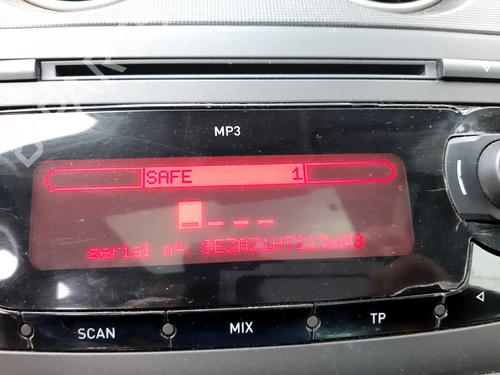 MP3
SAFE 1
serial n°:
SCAN MIX TP